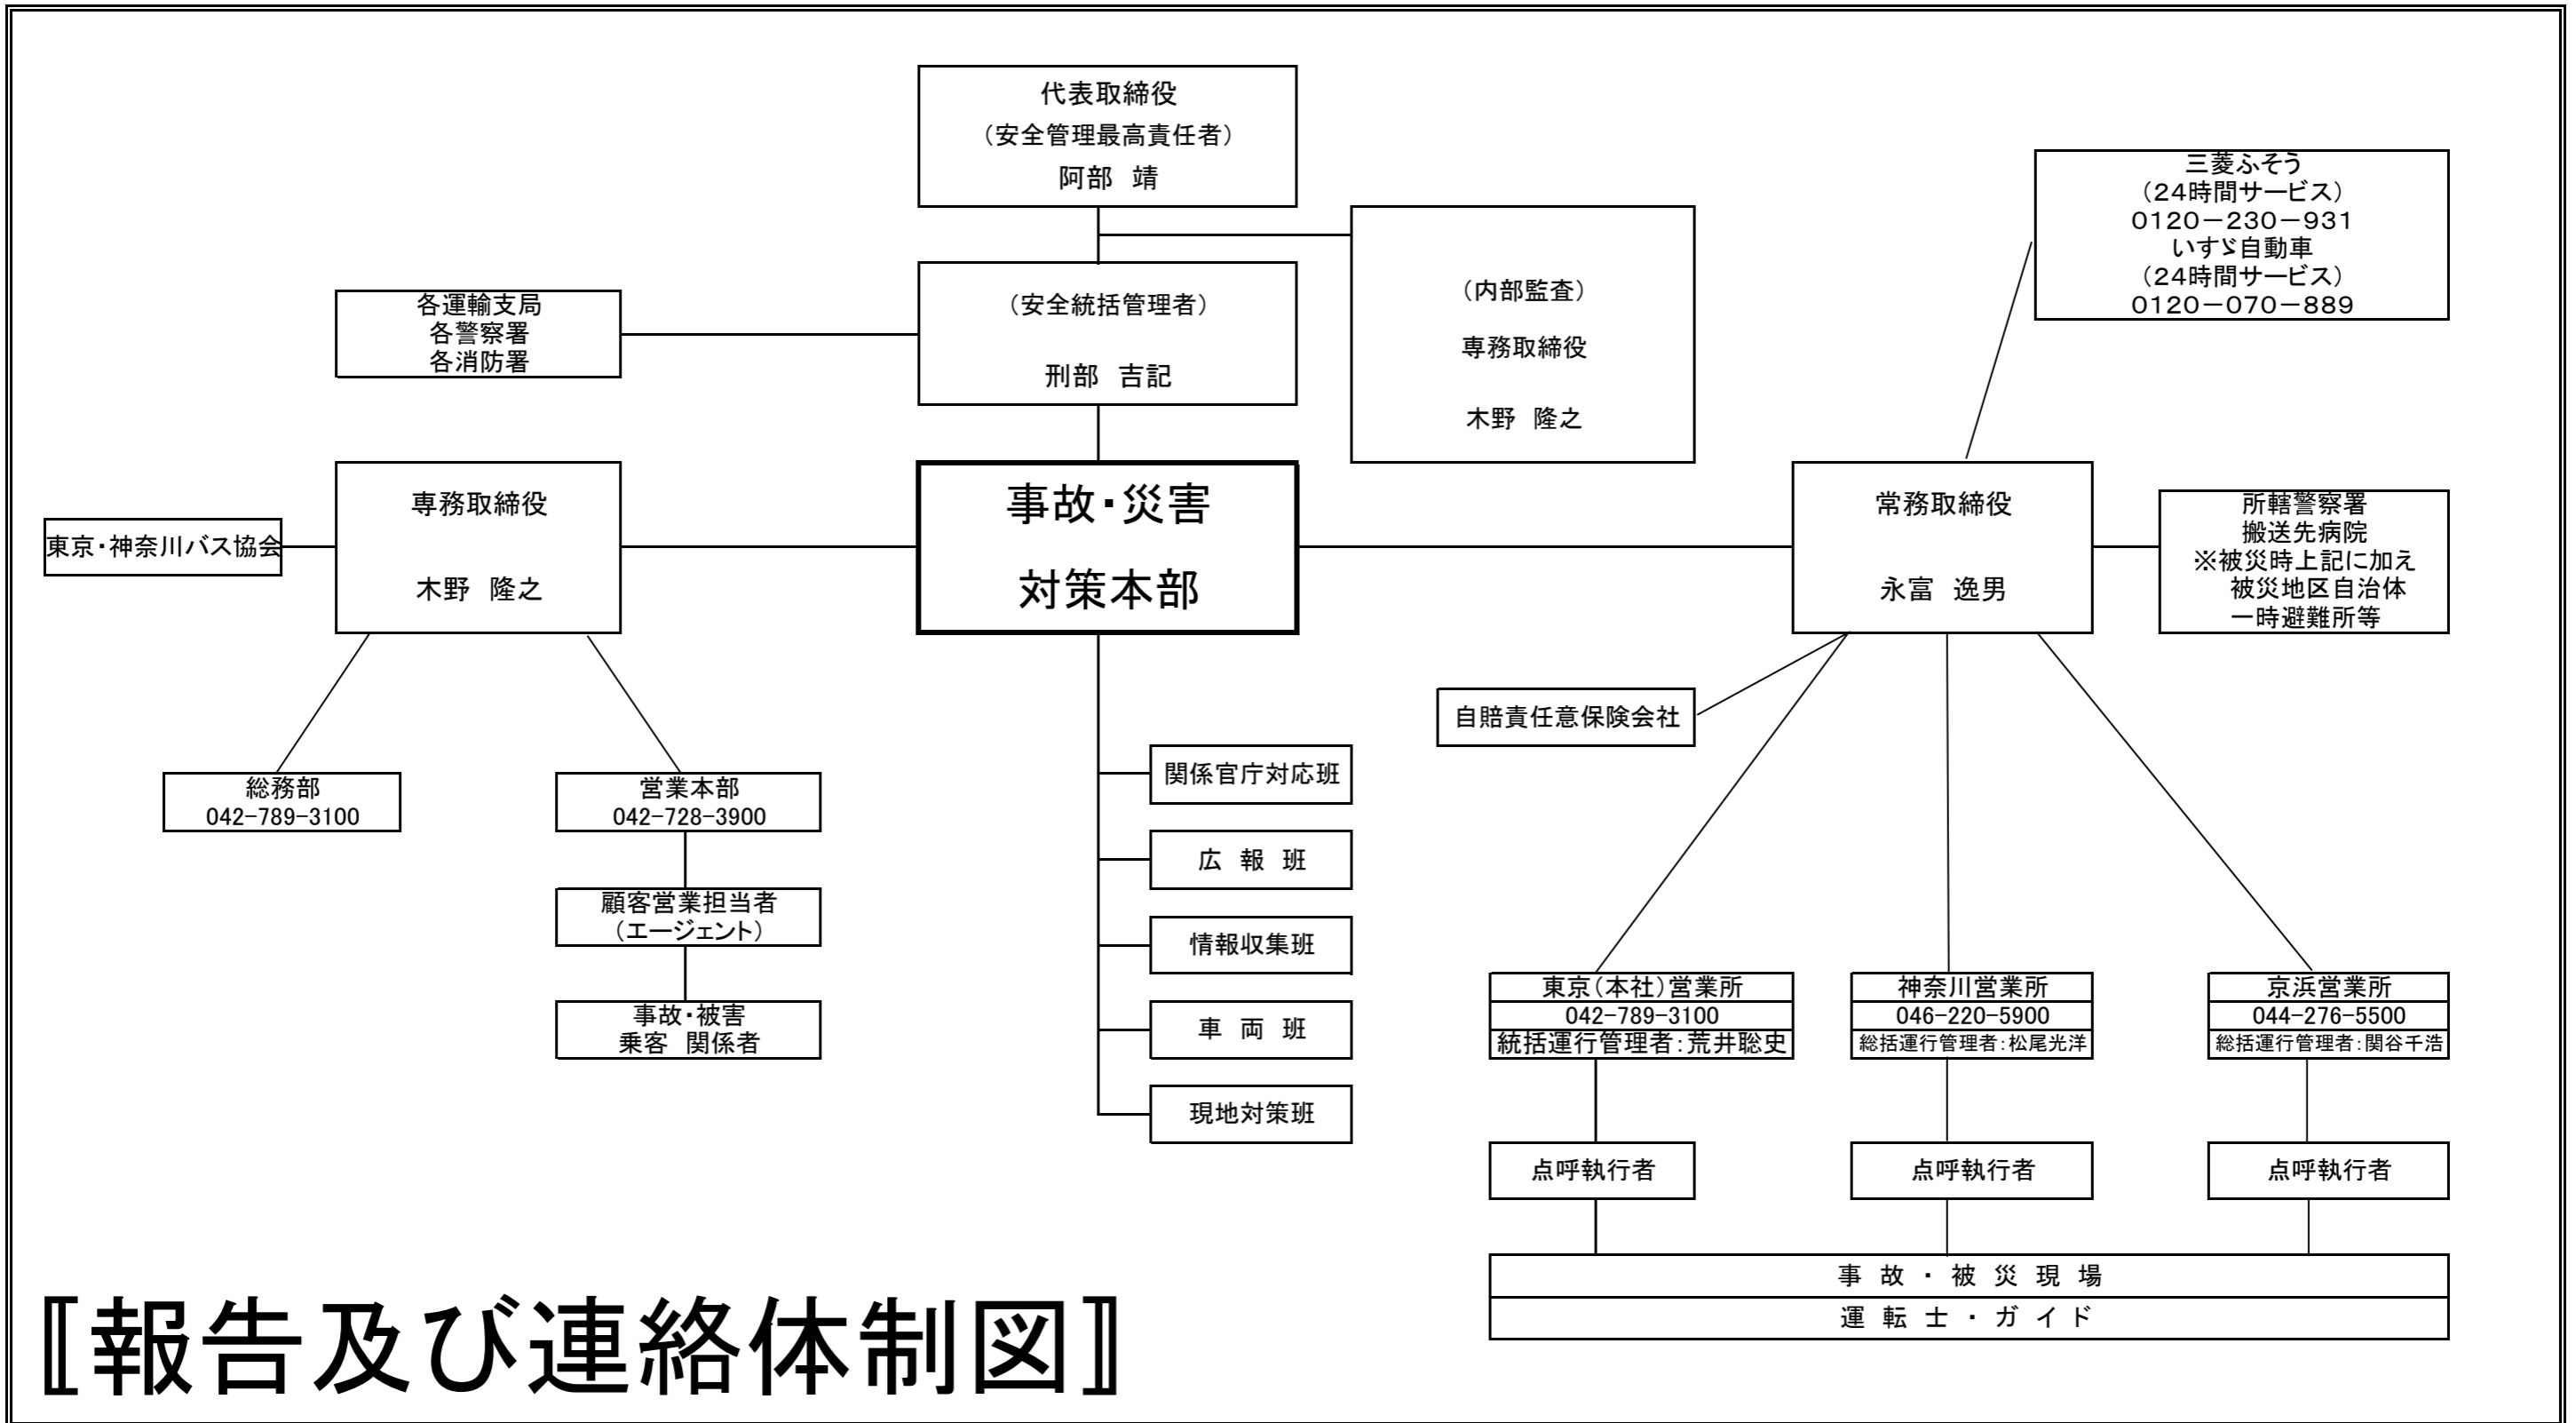 代表取締役
（安全管理最高責任者）
阿部　靖
三菱ふそう
（24時間サービス）
0120－230－931
いすゞ自動車
（24時間サービス）
0120－070－889
各運輸支局
各警察署
各消防署
（安全統括管理者）
刑部　吉記
（内部監査）
専務取締役
木野　隆之
東京・神奈川バス協会
専務取締役
木野　隆之
事故・災害
対策本部
常務取締役
永富　逸男
所轄警察署
搬送先病院
※被災時上記に加え
被災地区自治体
一時避難所等
自賠責任意保険会社
総務部
042-789-3100
営業本部
042-728-3900
顧客営業担当者
（エージェント）
事故・被害
乗客　関係者
関係官庁対応班
広　報　班
情報収集班
車　両　班
現地対策班
東京（本社）営業所
042-789-3100
統括運行管理者：荒井聡史
神奈川営業所
046-220-5900
総括運行管理者：松尾光洋
京浜営業所
044-276-5500
総括運行管理者：関谷千浩
点呼執行者
点呼執行者
点呼執行者
事　故　・　被　災　現　場
運　転　士　・　ガ　イ　ド
〚報告及び連絡体制図〛